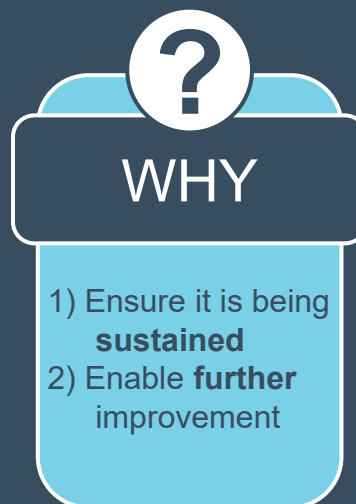 ?
WHY
1) Ensure it is being
sustained
2) Enable further
improvement